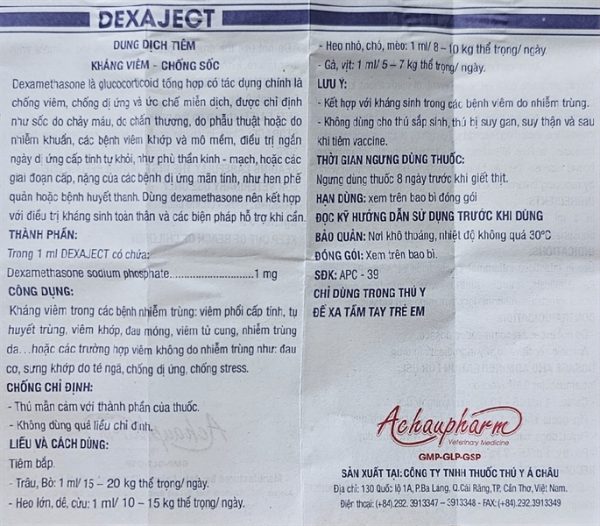 DEXAJECT
DUNG DỊCH TIÊM
KHÁNG VIÊM - CHỐNG SỐC
Dexamethasone là glucocorticoid tổng hợp có tác dụng chính là
chống viêm, chống dị ứng và ức chế miễn dịch, được chỉ định
như sốc do chảy máu, do chấn thương, do phẫu thuật hoặc do
nhiễm khuẩn, các bệnh viêm khớp và mô mềm, điều trị ngắn
ngày dị ứng cấp tính tự khỏi, như phù thần kinh - mạch, hoặc các
giai đoạn cấp, nặng của các bệnh dị ứng mãn tính, như hen phế
quản hoặc bệnh huyết thanh. Dùng dexamethasone nên kết hợp
với điều trị kháng sinh toàn thân và các biện pháp hỗ trợ khi cần.
THÀNH PHẦN:
Trong 1 ml DEXAJECT có chứa:
Dexamethasone sodium phosphate........................ 1 mg
CÔNG DỤNG:
Kháng viêm trong các bệnh nhiễm trùng: viêm phổi cấp tính, tụ
huyết trùng, viêm khớp, đau móng, viêm tử cung, nhiễm trùng
da...hoặc các trường hợp viêm không do nhiễm trùng như: đau
cơ, sưng khớp do té ngã, chống dị ứng, chống stress.
CHỐNG CHỈ ĐỊNH:
- Thú mẫn cảm với thành phần của thuốc.
- Không dùng quá liều chỉ định.
LIỀU VÀ CÁCH DÙNG:
Tiêm bắp.
- Trâu, Bò: 1 ml/ 15 – 20 kg thể trọng/ ngày.
- Heo lớn, dê, cừu: 1 ml/ 10 – 15 kg thể trọng/ ngày.
- Heo nhỏ, chó, mèo: 1 ml/ 8 – 10 kg thể trọng/ ngày.
- Gà, vịt: 1 ml/ 5 – 7 kg thể trọng/ ngày.
LƯU Ý:
- Kết hợp với kháng sinh trong các bệnh viêm do nhiễm trùng.
- Không dùng cho thú sắp sinh, thú bị suy gan, suy thận và sau
khi tiêm vaccine.
THỜI GIAN NGƯNG DÙNG THUỐC:
Ngưng dùng thuốc 8 ngày trước khi giết thịt.
HẠN DÙNG: xem trên bao bì đóng gói
ĐỌC KỸ HƯỚNG DẪN SỬ DỤNG TRƯỚC KHI DÙNG
BẢO QUẢN: Nơi khô thoáng, nhiệt độ không quá 30ºC
ĐÓNG GÓI: Xem trên bao bì.
SĐK: APC - 39
CHỈ DÙNG TRONG THÚ Y
ĐỂ XA TẦM TAY TRẺ EM
Achaupharm
Veterinary Medicine
GMP-GLP-GSP
SẢN XUẤT TẠI: CÔNG TY TNHH THUỐC THÚ Y Á CHÂU
Địa chỉ: 130 Quốc lộ 1A, P.Ba Láng, Q.Cái Răng,TP. Cần Thơ, Việt Nam.
Điện thoại: (+84).292. 3913347 – 3913348 - FAX: (+84).292.3913349